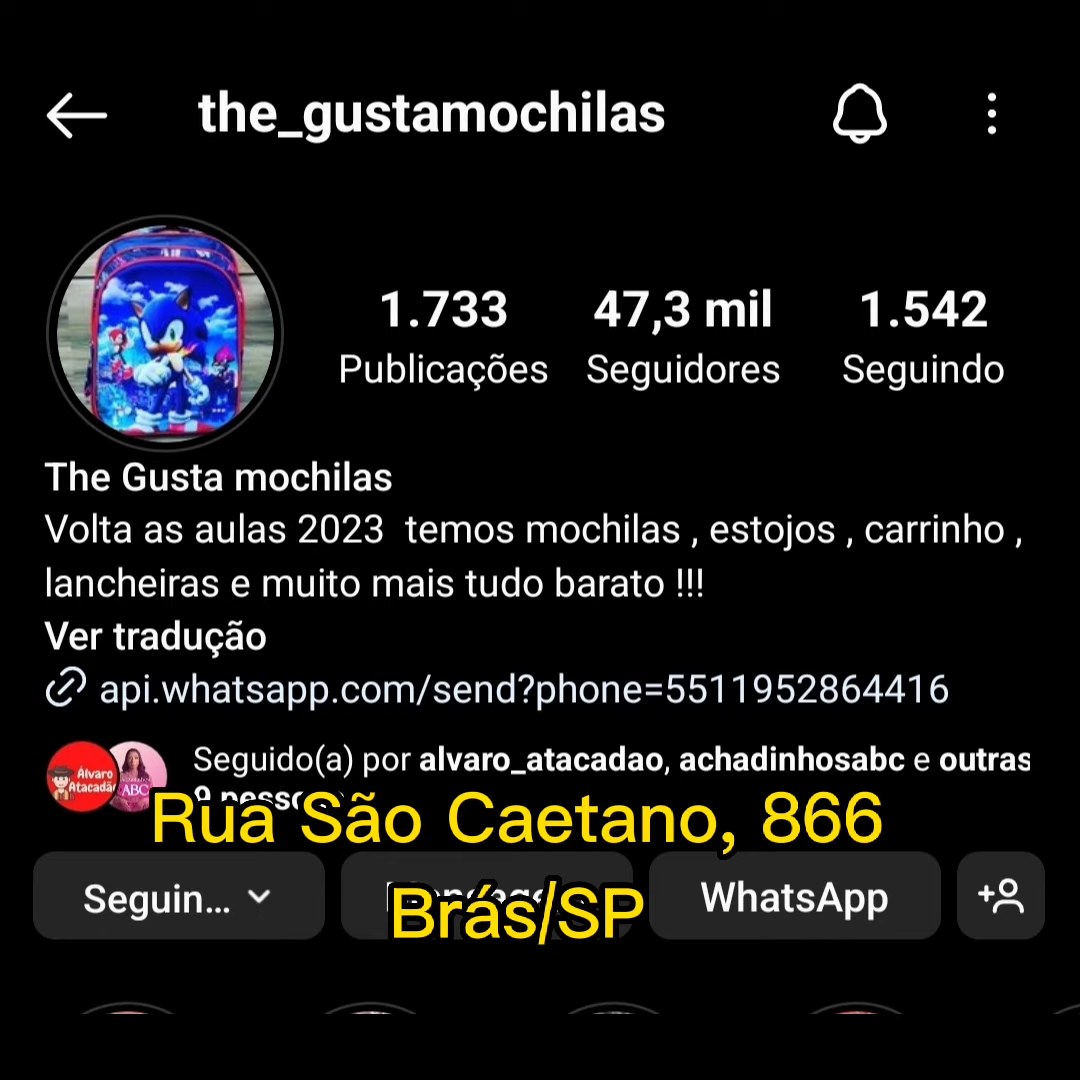 the_gustamochilas
1.733 47,3 mil 1.542
Publicações Seguidores Seguindo
The Gusta mochilas
Volta as aulas 2023 temos mochilas , estojos , carrinho ,
lancheiras e muito mais tudo barato !!!
Ver tradução
api.whatsapp.com/send?phone=5511952864416
Álvaro
Atacadão
ABC
Seguido(a) por alvaro_atacadao, achadinhosabc e outras
Rua São Caetano, 866
Seguin... WhatsApp
Brás/SP